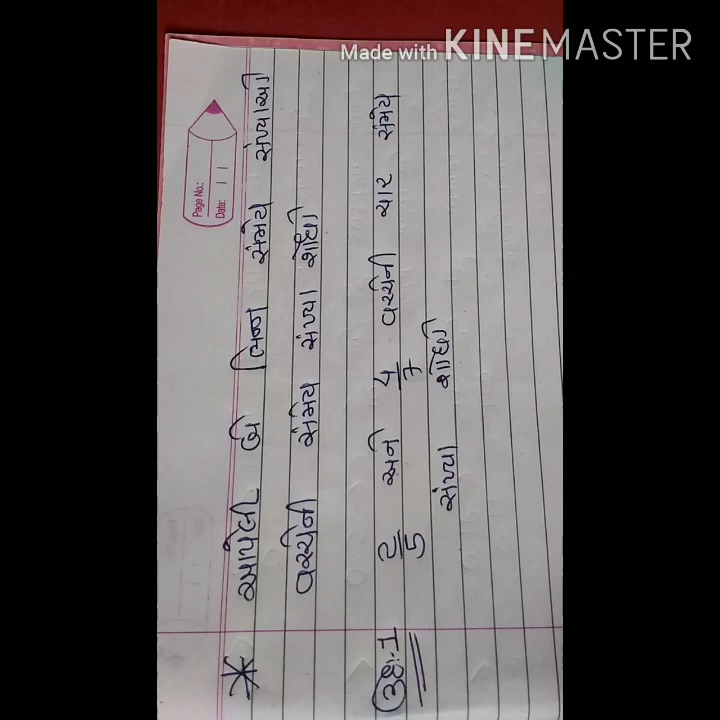 Made with KINEMASTER
Page No.:
Date: | |
* આપેલી બે ભિન્ન સંમેય સંખ્યાઓ
વચ્ચેની સંમેય સંખ્યા શોધો
ઉદા:-1 2/5 અને 4/7 વચ્ચેની ચાર સંમેય
સંખ્યા શોધો